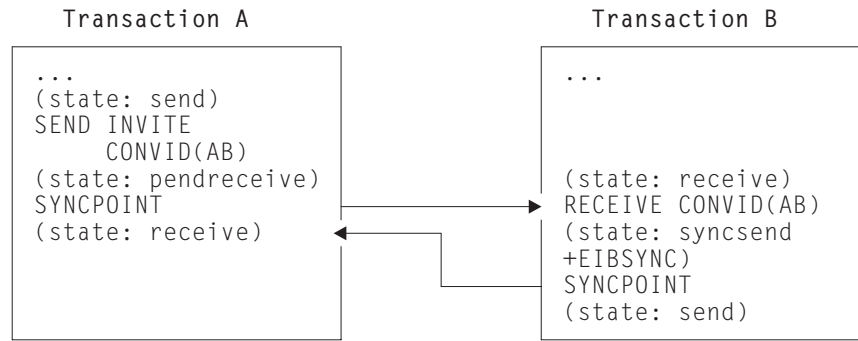 Transaction A
...
(state: send)
SEND INVITE
CONVID(AB)
(state: pendreceive)
SYNCPOINT
(state: receive)
Transaction B
...
(state: receive)
RECEIVE CONVID(AB)
(state: syncsend
+EIBSYNC)
SYNCPOINT
(state: send)